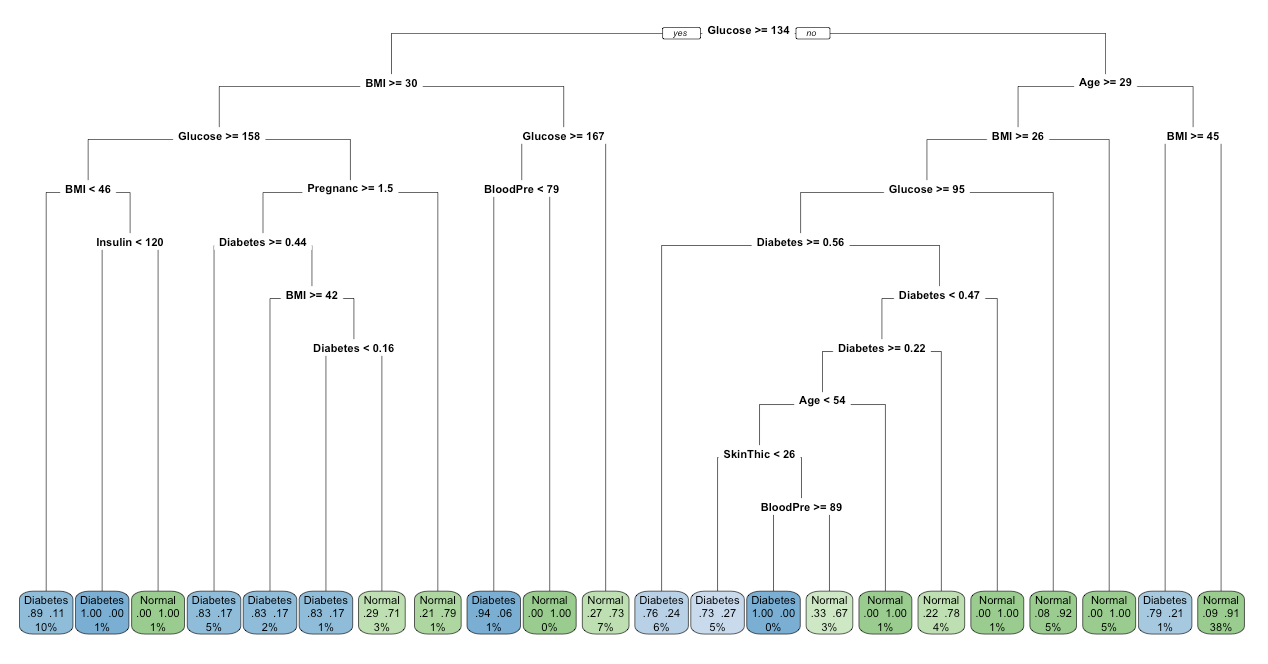 yes Glucose >= 134 no
BMI >= 30 Age >= 29
Glucose >= 158 Glucose >= 167 BMI >= 26 BMI >= 45
BMI < 46 Pregnanc >= 1.5 BloodPre < 79 Glucose >= 95
Insulin < 120 Diabetes >= 0.44 Diabetes >= 0.56
BMI >= 42 Diabetes < 0.47
Diabetes < 0.16 Diabetes >= 0.22
Age < 54
SkinThic < 26
BloodPre >= 89
Diabetes Diabetes Normal Diabetes Diabetes Diabetes Normal Normal Diabetes Normal Normal Diabetes Diabetes Diabetes Normal Normal Normal Normal Normal Normal Diabetes Normal
.89 .11 1.00 .00 .00 1.00 .83 .17 .83 .17 .83 .17 .29 .71 .21 .79 .94 .06 .00 1.00 .27 .73 .76 .24 .73 .27 1.00 .00 .33 .67 .00 1.00 .22 .78 .00 1.00 .08 .92 .00 1.00 .79 .21 .09 .91
10% 1% 1% 5% 2% 1% 3% 1% 1% 0% 7% 6% 5% 0% 3% 1% 4% 1% 5% 5% 1% 38%